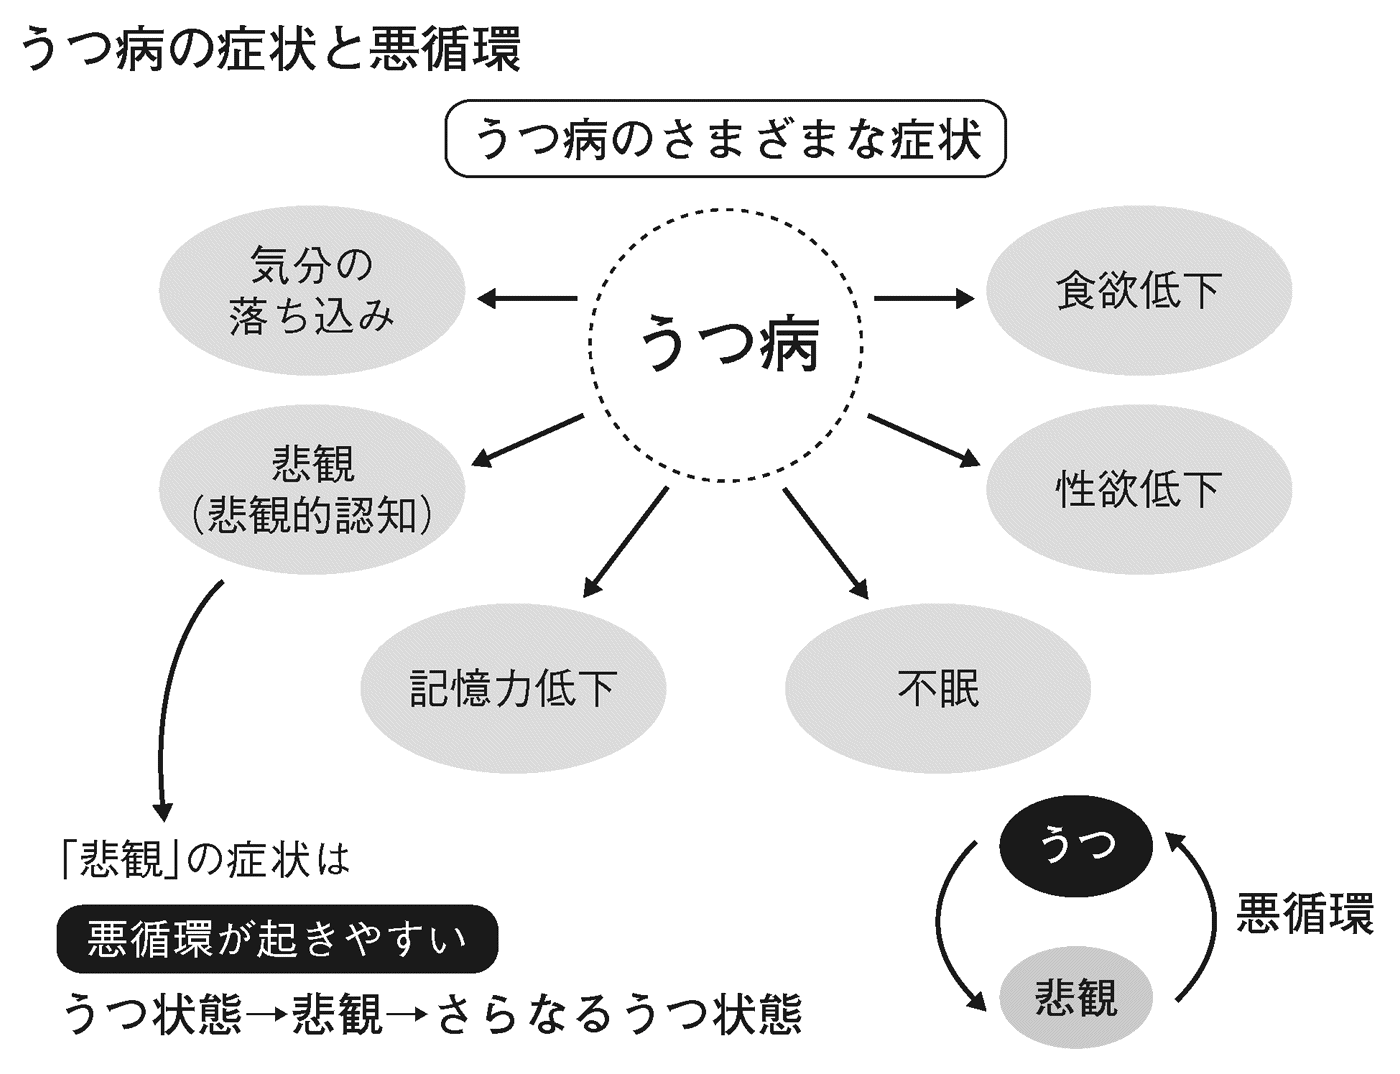 うつ病の症状と悪循環
うつ病のさまざまな症状
気分の
落ち込み
うつ病
食欲低下
悲観
（悲観的認知）
性欲低下
記憶力低下
不眠
「悲観」の症状は
悪循環が起きやすい
うつ状態→悲観→さらなるうつ状態
うつ
悪循環
悲観